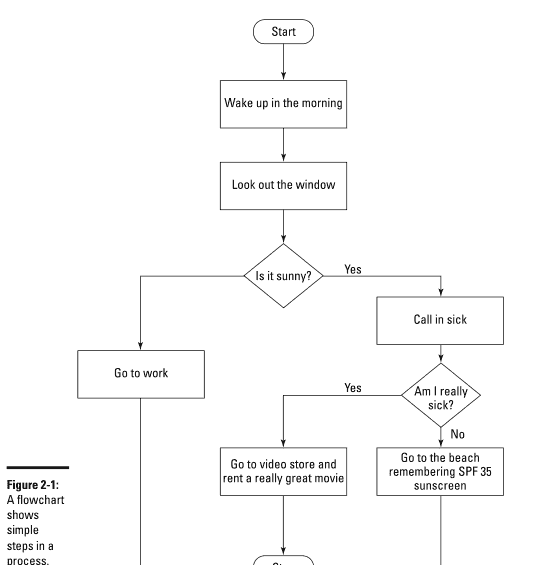 Start
Wake up in the morning
Look out the window
Is it sunny?
Yes
Call in sick
Go to work
Am I really
sick?
Yes
No
Go to video store and
rent a really great movie
Go to the beach
remembering SPF 35
sunscreen
Figure 2-1:
A flowchart
shows
simple
steps in a
process.